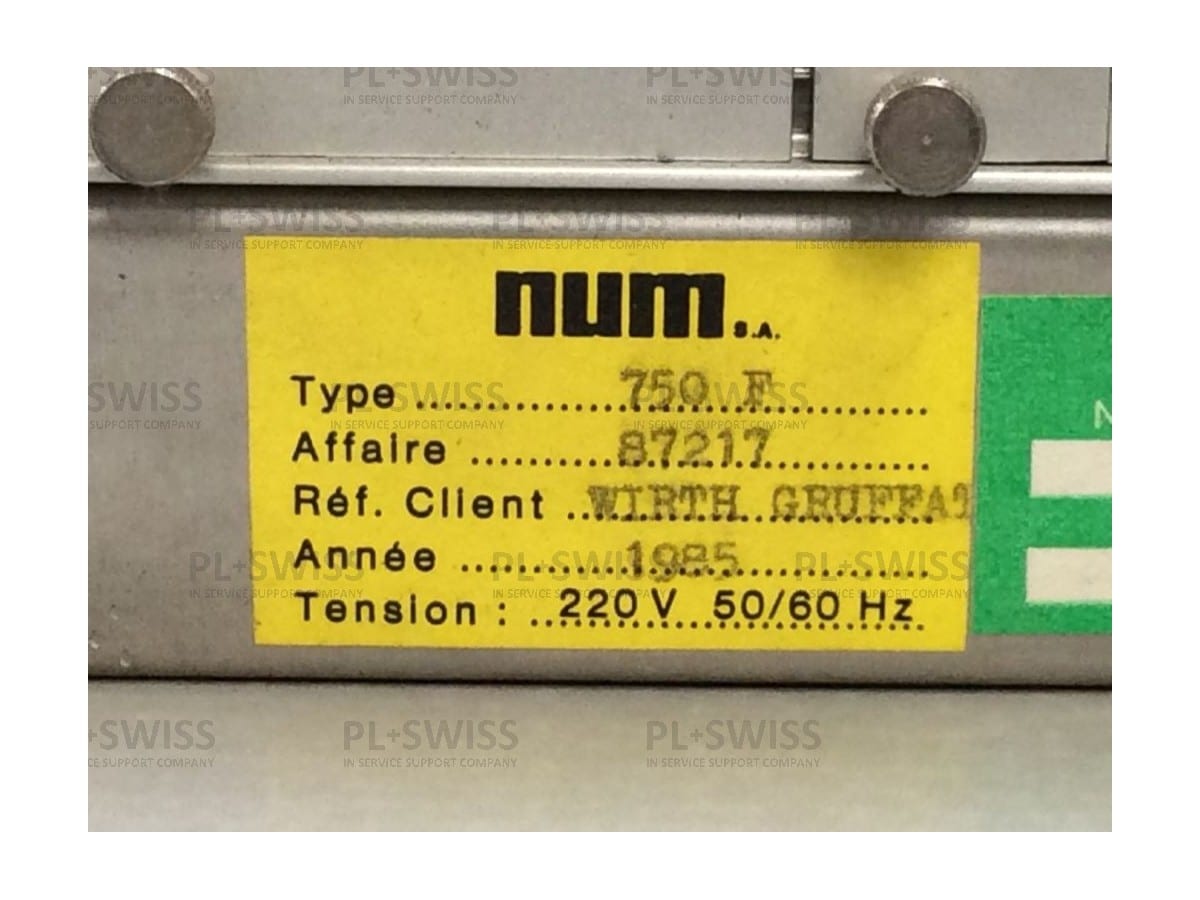 num S.A.
Type ........ 750 F
Affaire ........ 87217
Réf. Client .. WIRTH GRUFFAT
Année ........ 1985
Tension : .. 220 V 50/60 Hz
N
PL+SWISS
IN SERVICE SUPPORT COMPANY